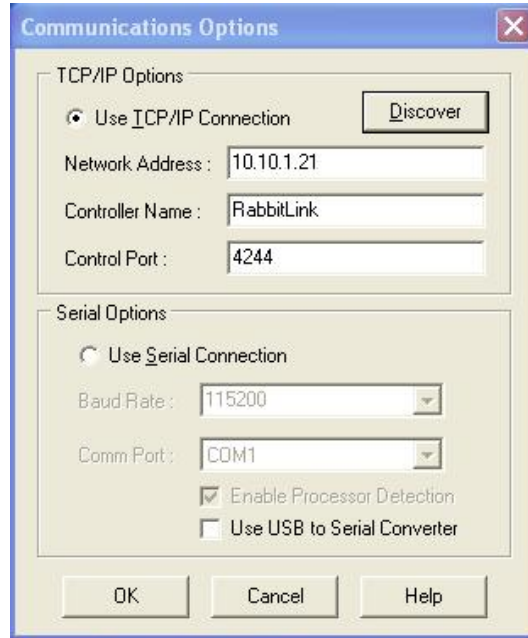 Communications Options
TCP/IP Options
Use TCP/IP Connection
Discover
Network Address : 10.10.1.21
Controller Name : RabbitLink
Control Port : 4244
Serial Options
Use Serial Connection
Baud Rate : 115200
Comm Port : COM1
Enable Processor Detection
Use USB to Serial Converter
OK Cancel Help